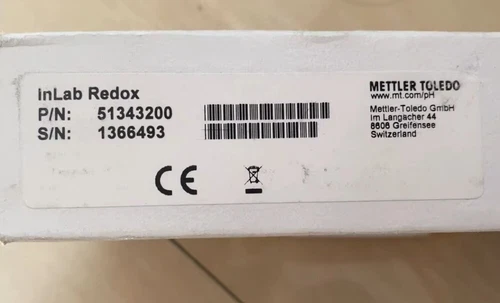 InLab Redox
P/N: 51343200
S/N: 1366493
METTLER TOLEDO
www.mt.com/pH
Mettler-Toledo GmbH
Im Langacher 44
8606 Greifensee
Switzerland
CE